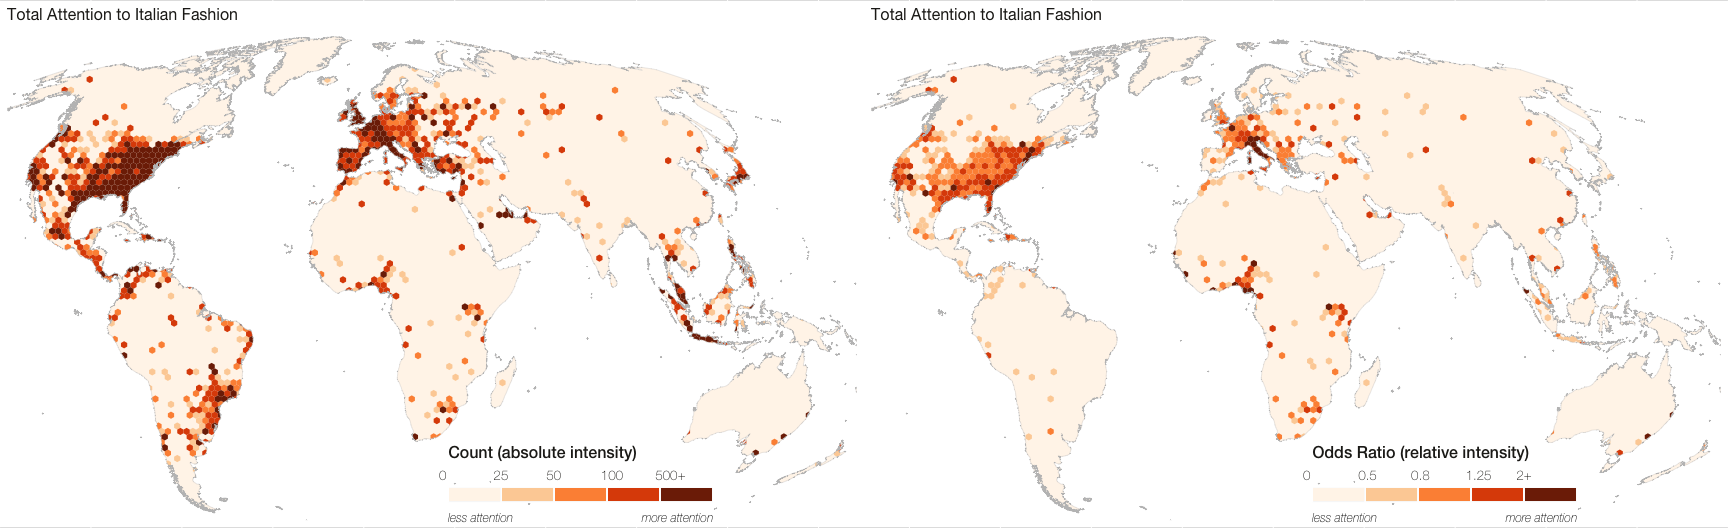 Total Attention to Italian Fashion
Total Attention to Italian Fashion
Count (absolute intensity)
0 25 50 100 500+
less attention more attention
Odds Ratio (relative intensity)
0 0.5 0.8 1.25 2+
less attention more attention